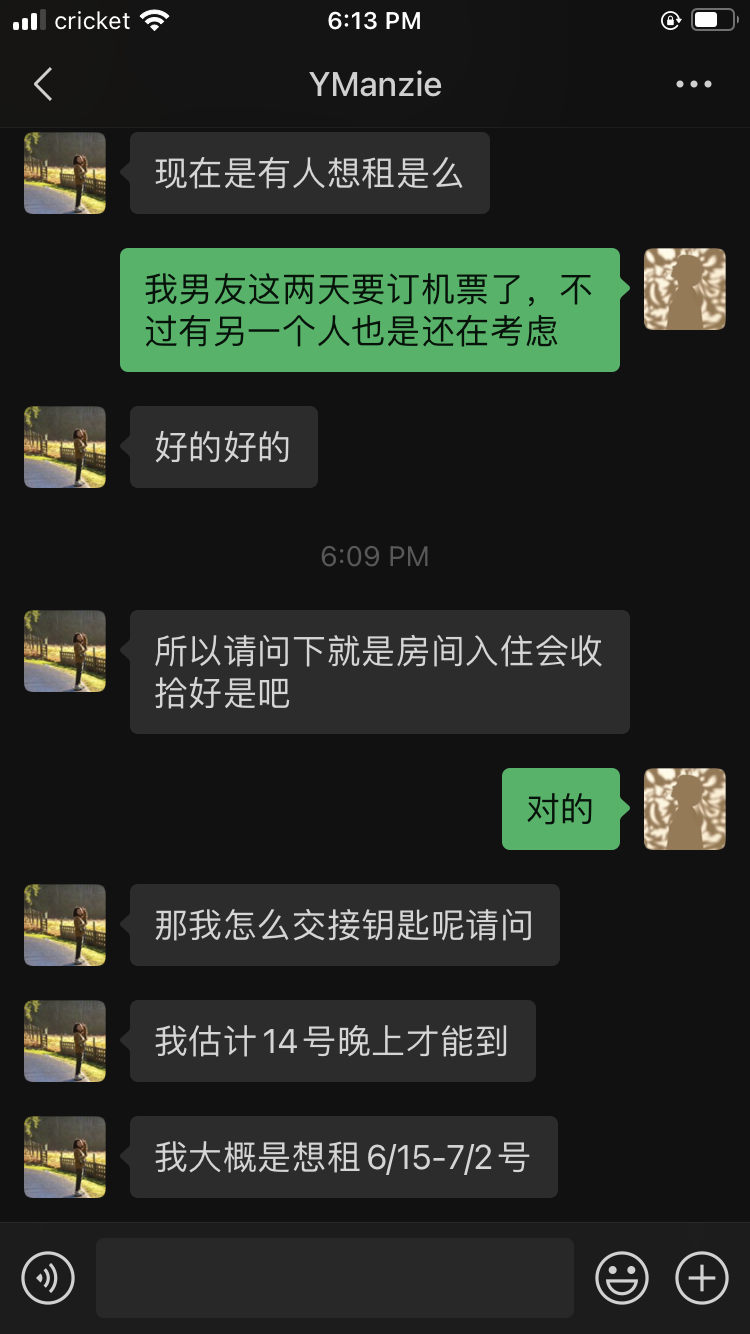 cricket
6:13 PM
YManzie
现在是有人想租是么
我男友这两天要订机票了，不
过有另一个人也是还在考虑
好的好的
6:09 PM
所以请问下就是房间入住会收
拾好是吧
对的
那我怎么交接钥匙呢请问
我估计14号晚上才能到
我大概是想租6/15-7/2号